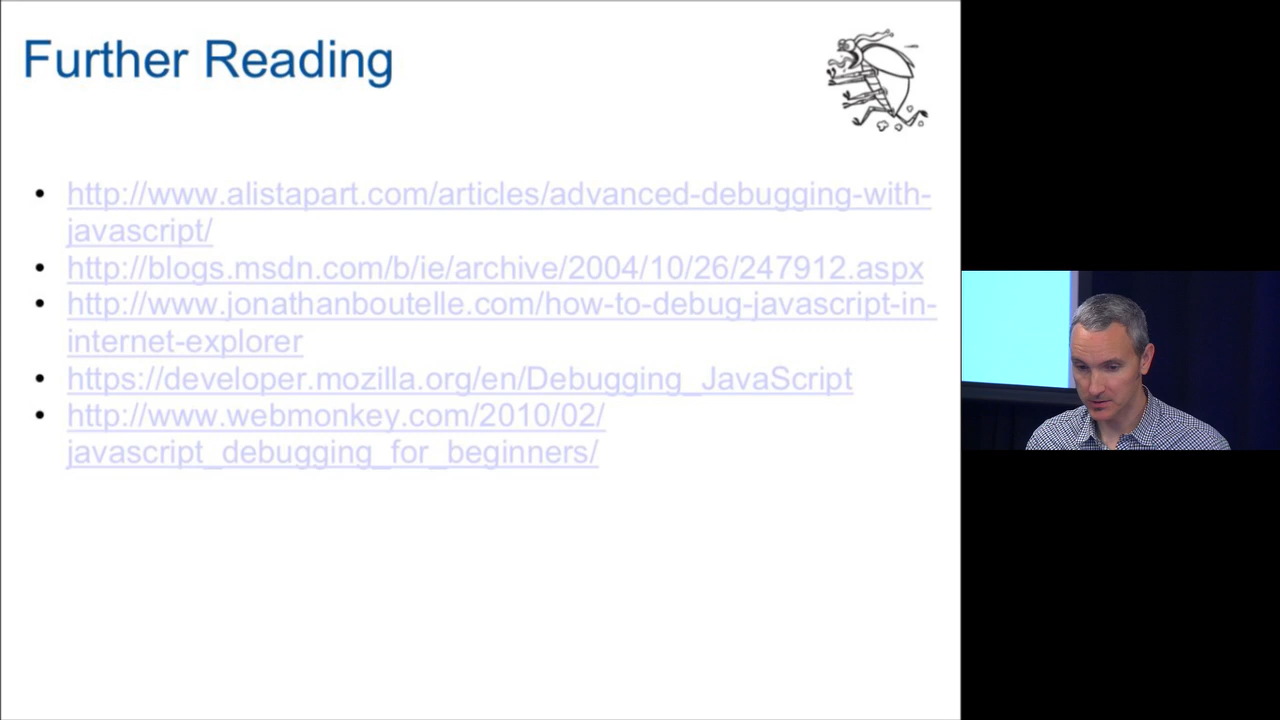 Further Reading
http://www.alistapart.com/articles/advanced-debugging-with-
javascript/
http://blogs.msdn.com/b/ie/archive/2004/10/26/247912.aspx
http://www.jonathanboutelle.com/how-to-debug-javascript-in-
internet-explorer
https://developer.mozilla.org/en/Debugging_JavaScript
http://www.webmonkey.com/2010/02/
javascript_debugging_for_beginners/